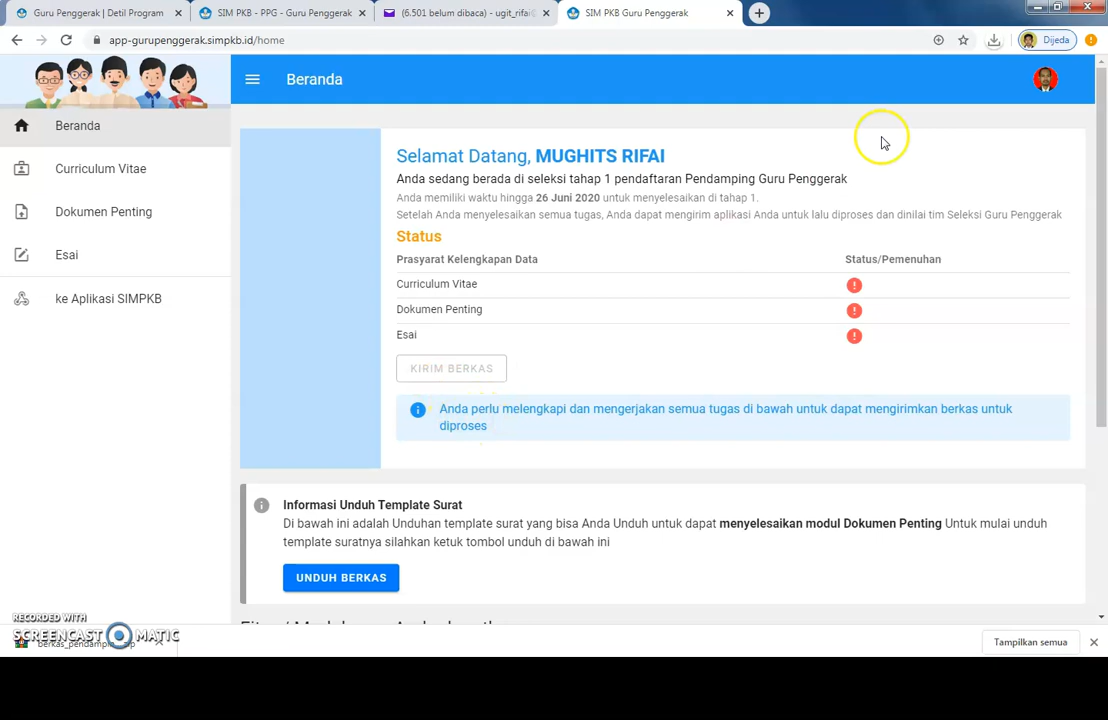 Guru Penggerak | Detil Program
SIM PKB - PPG - Guru Penggerak
(6.501 belum dibaca) - ugit_rifai@
SIM PKB Guru Penggerak
app-gurupenggerak.simpkb.id/home
Dijeda
Beranda
Beranda
Curriculum Vitae
Dokumen Penting
Esai
ke Aplikasi SIMPKB
Selamat Datang, MUGHITS RIFAI
Anda sedang berada di seleksi tahap 1 pendaftaran Pendamping Guru Penggerak
Anda memiliki waktu hingga 26 Juni 2020 untuk menyelesaikan di tahap 1.
Setelah Anda menyelesaikan semua tugas, Anda dapat mengirim aplikasi Anda untuk lalu diproses dan dinilai tim Seleksi Guru Penggerak
Status
Prasyarat Kelengkapan Data Status/Pemenuhan
Curriculum Vitae
Dokumen Penting
Esai
KIRIM BERKAS
Anda perlu melengkapi dan mengerjakan semua tugas di bawah untuk dapat mengirimkan berkas untuk
diproses
Informasi Unduh Template Surat
Di bawah ini adalah Unduhan template surat yang bisa Anda Unduh untuk dapat menyelesaikan modul Dokumen Penting Untuk mulai unduh
template suratnya silahkan ketuk tombol unduh di bawah ini
UNDUH BERKAS
RECORDED WITH
SCREENCAST MATIC
Tampilkan semua